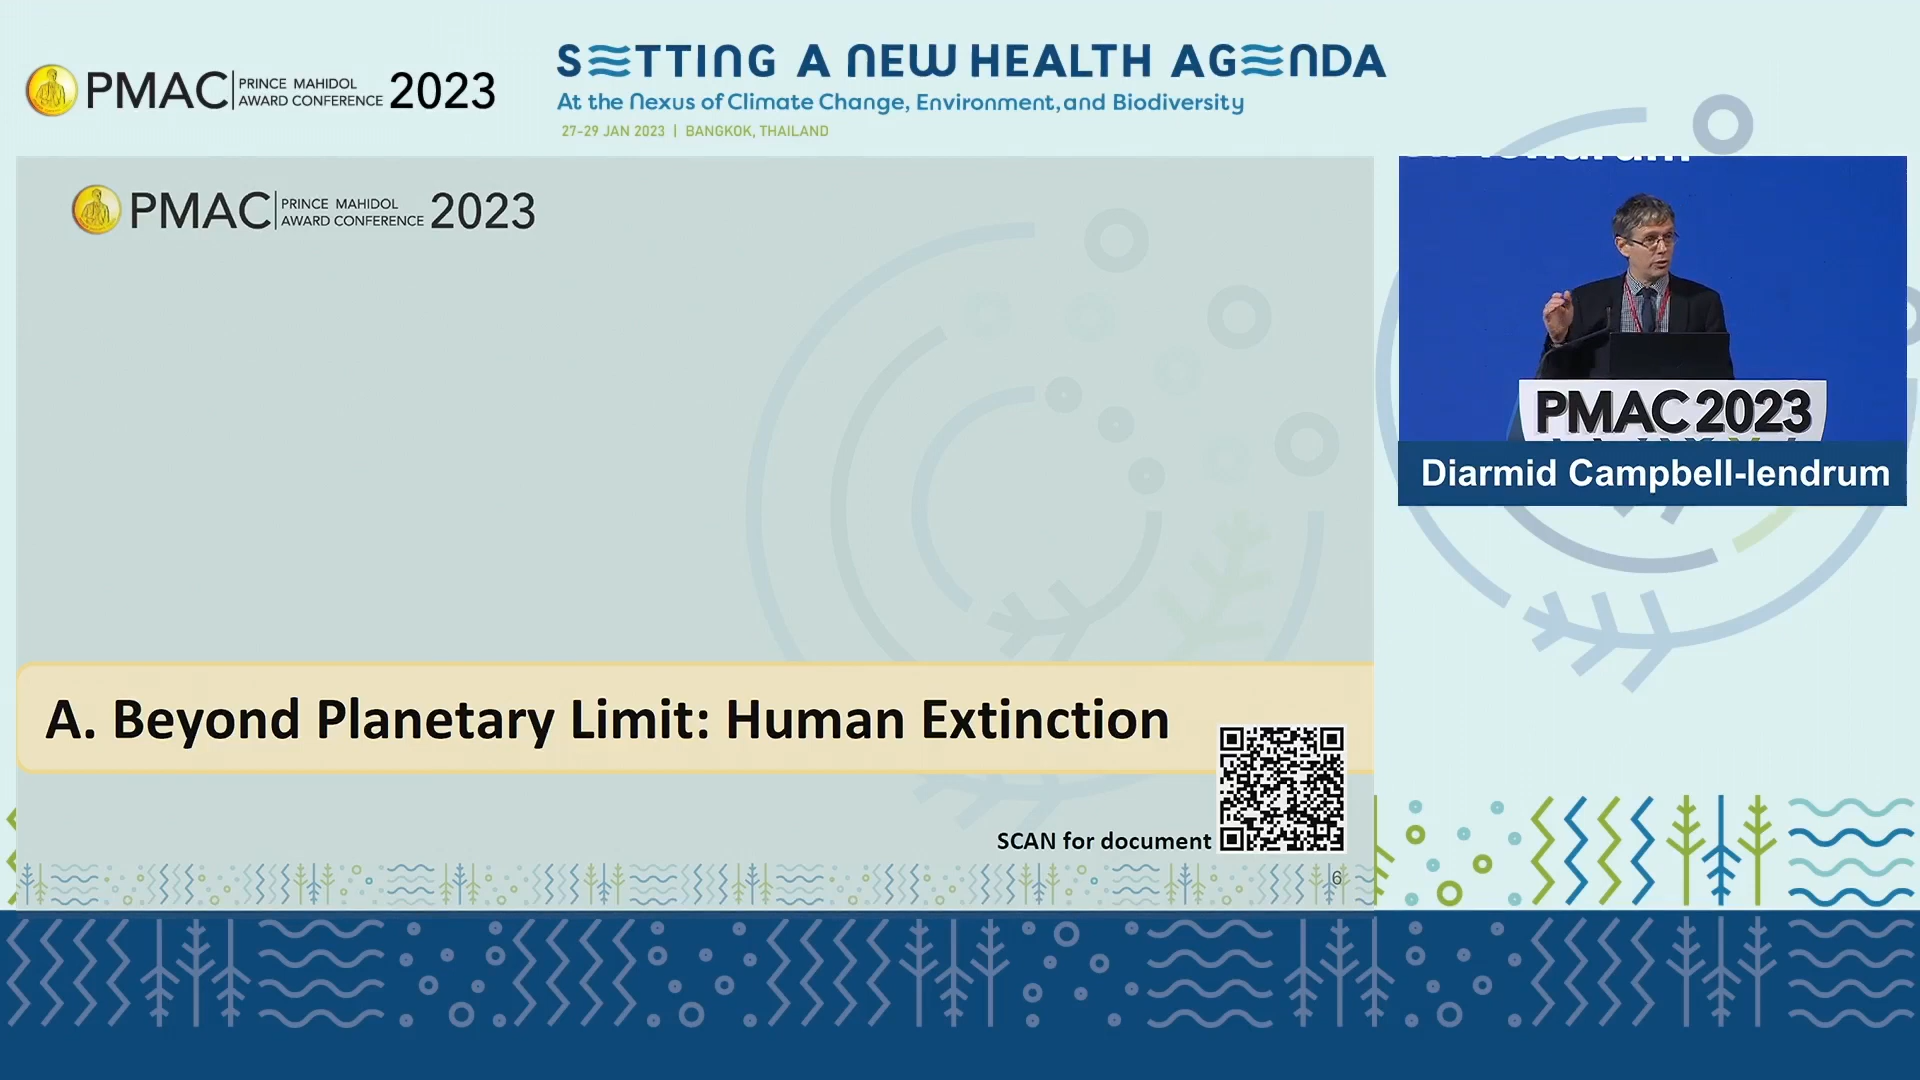 PMAC PRINCE MAHIDOL AWARD CONFERENCE 2023
SETTING A NEW HEALTH AGENDA
At the Nexus of Climate Change, Environment, and Biodiversity
27-29 JAN 2023 | BANGKOK, THAILAND
PMAC PRINCE MAHIDOL AWARD CONFERENCE 2023
PMAC 2023
Diarmid Campbell-lendrum
A. Beyond Planetary Limit: Human Extinction
SCAN for document
6